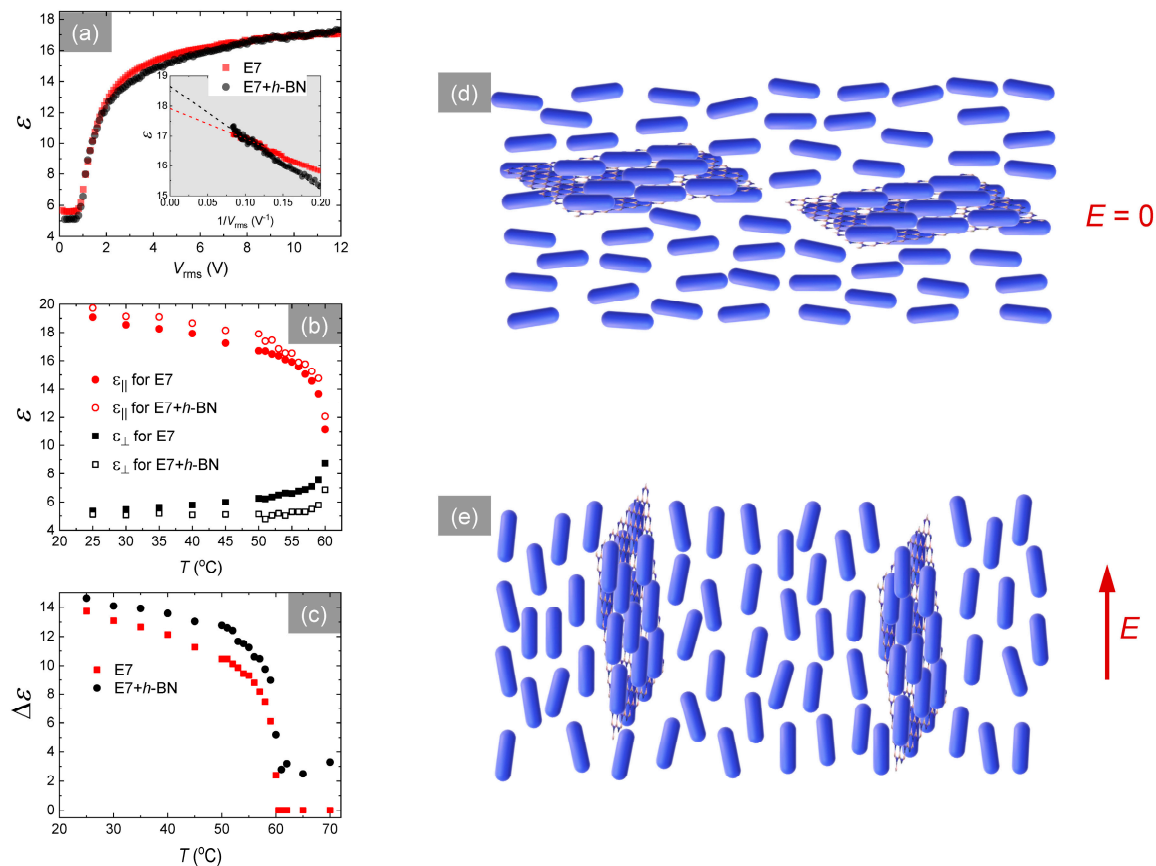 (a)
18
16
14
12
10
8
6
4
ε
0 2 4 6 8 10 12
V_rms (V)
E7
E7+h-BN
19
18
17
16
15
ε
0.00 0.05 0.10 0.15 0.20
1/V_rms (V⁻¹)
(b)
20
18
16
14
12
10
8
6
4
ε
ε_|| for E7
ε_|| for E7+h-BN
ε_⊥ for E7
ε_⊥ for E7+h-BN
20 25 30 35 40 45 50 55 60
T (°C)
(c)
14
12
10
8
6
4
2
0
Δε
E7
E7+h-BN
20 30 40 50 60 70
T (°C)
(d)
E = 0
(e)
E